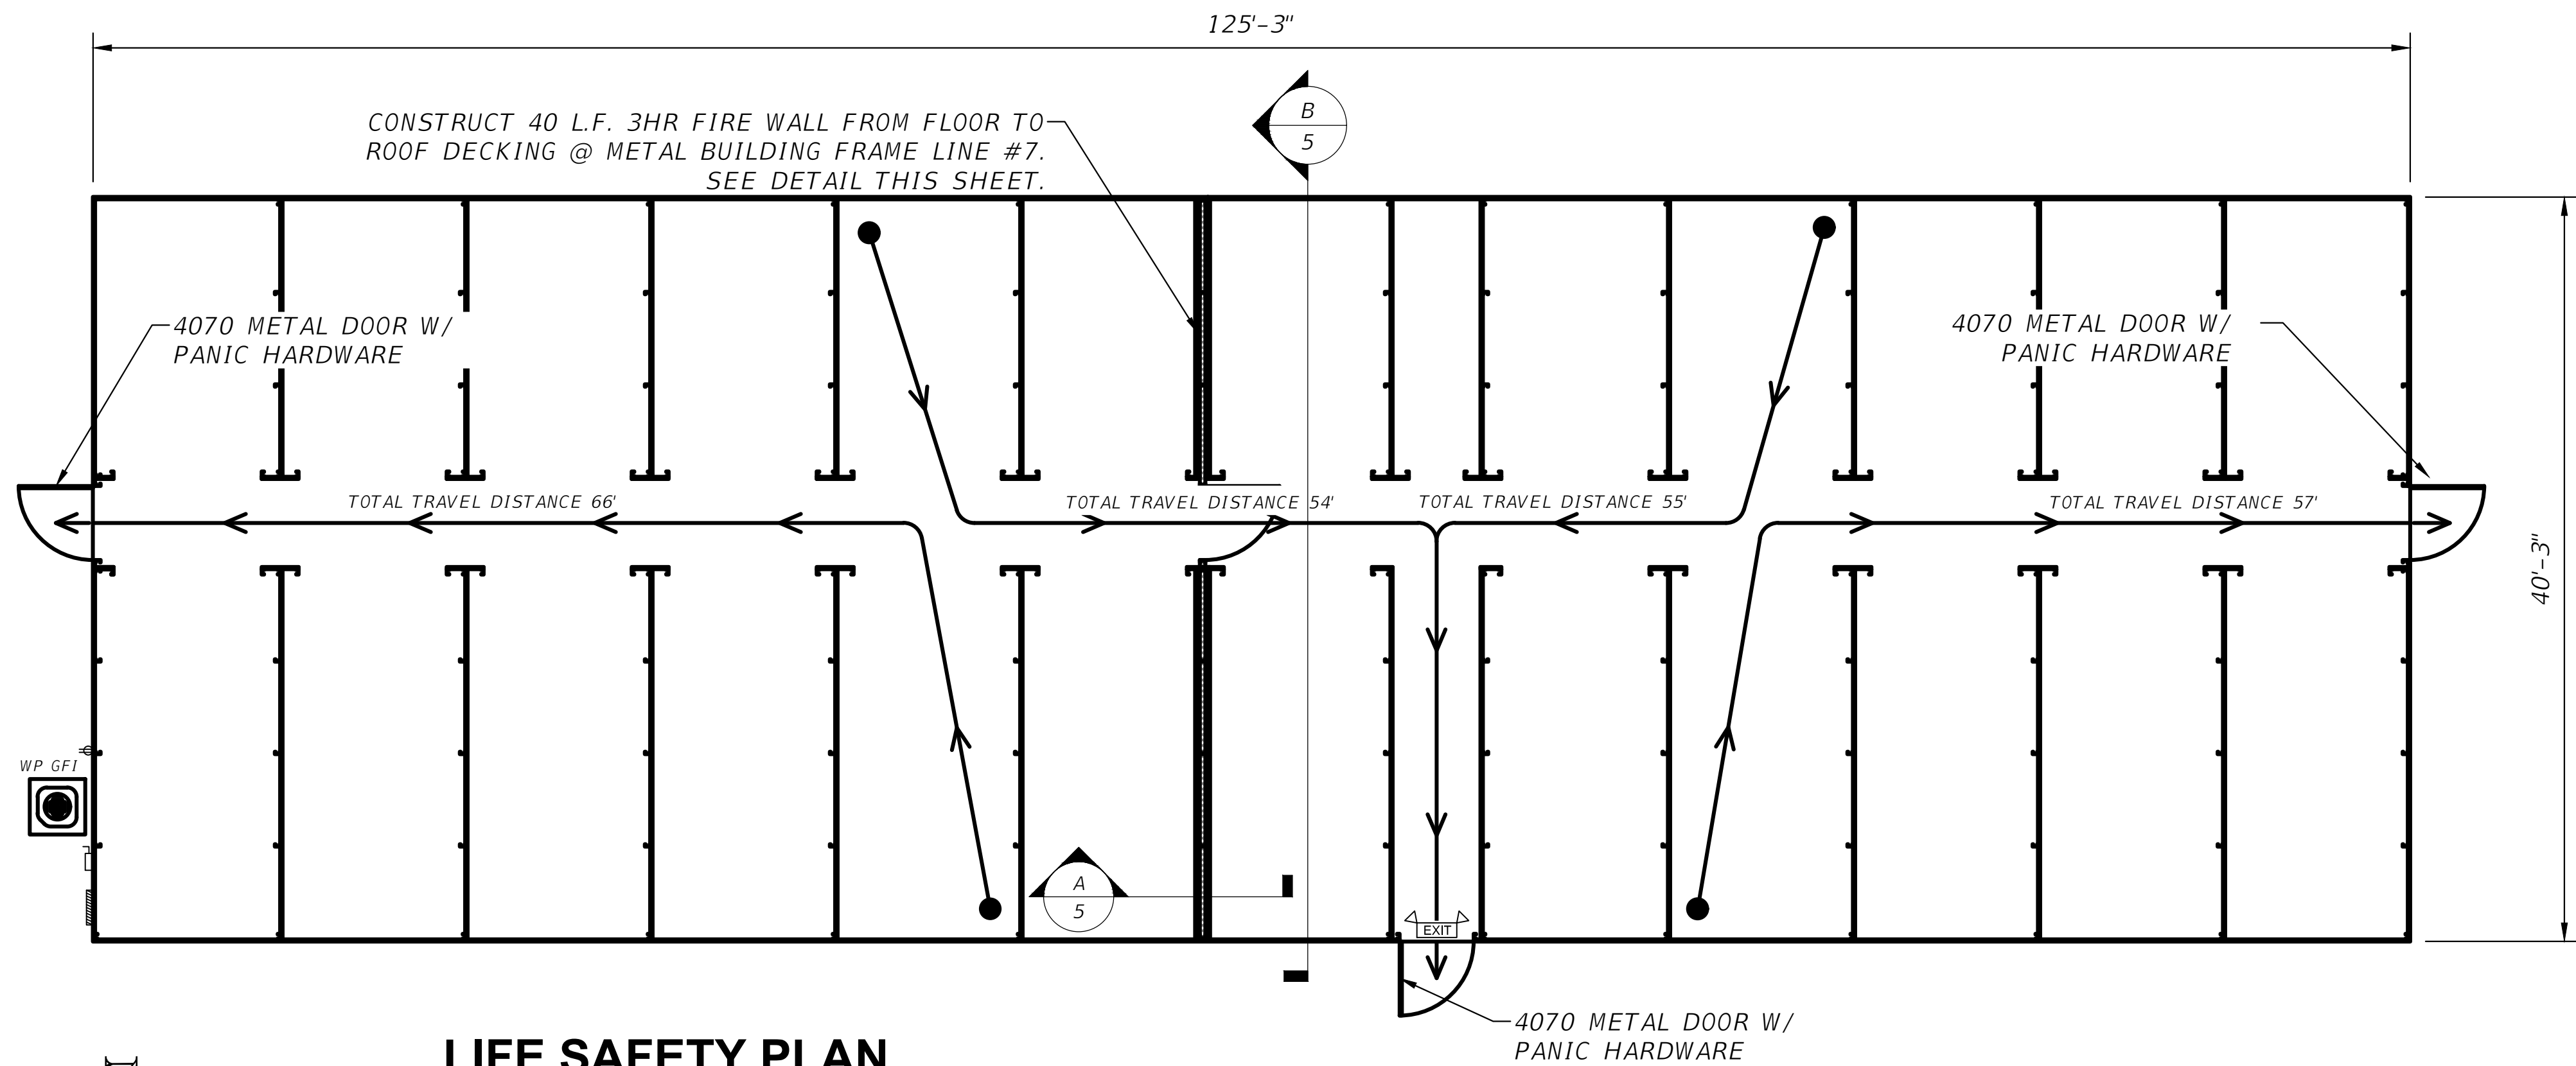 125'-3"
B
5
CONSTRUCT 40 L.F. 3HR FIRE WALL FROM FLOOR TO
ROOF DECKING @ METAL BUILDING FRAME LINE #7.
SEE DETAIL THIS SHEET.
4070 METAL DOOR W/
PANIC HARDWARE
4070 METAL DOOR W/
PANIC HARDWARE
TOTAL TRAVEL DISTANCE 66'
TOTAL TRAVEL DISTANCE 54'
TOTAL TRAVEL DISTANCE 55'
TOTAL TRAVEL DISTANCE 57'
40'-3"
WP GFI
A
5
EXIT
4070 METAL DOOR W/
PANIC HARDWARE
LIFE SAFETY PLAN